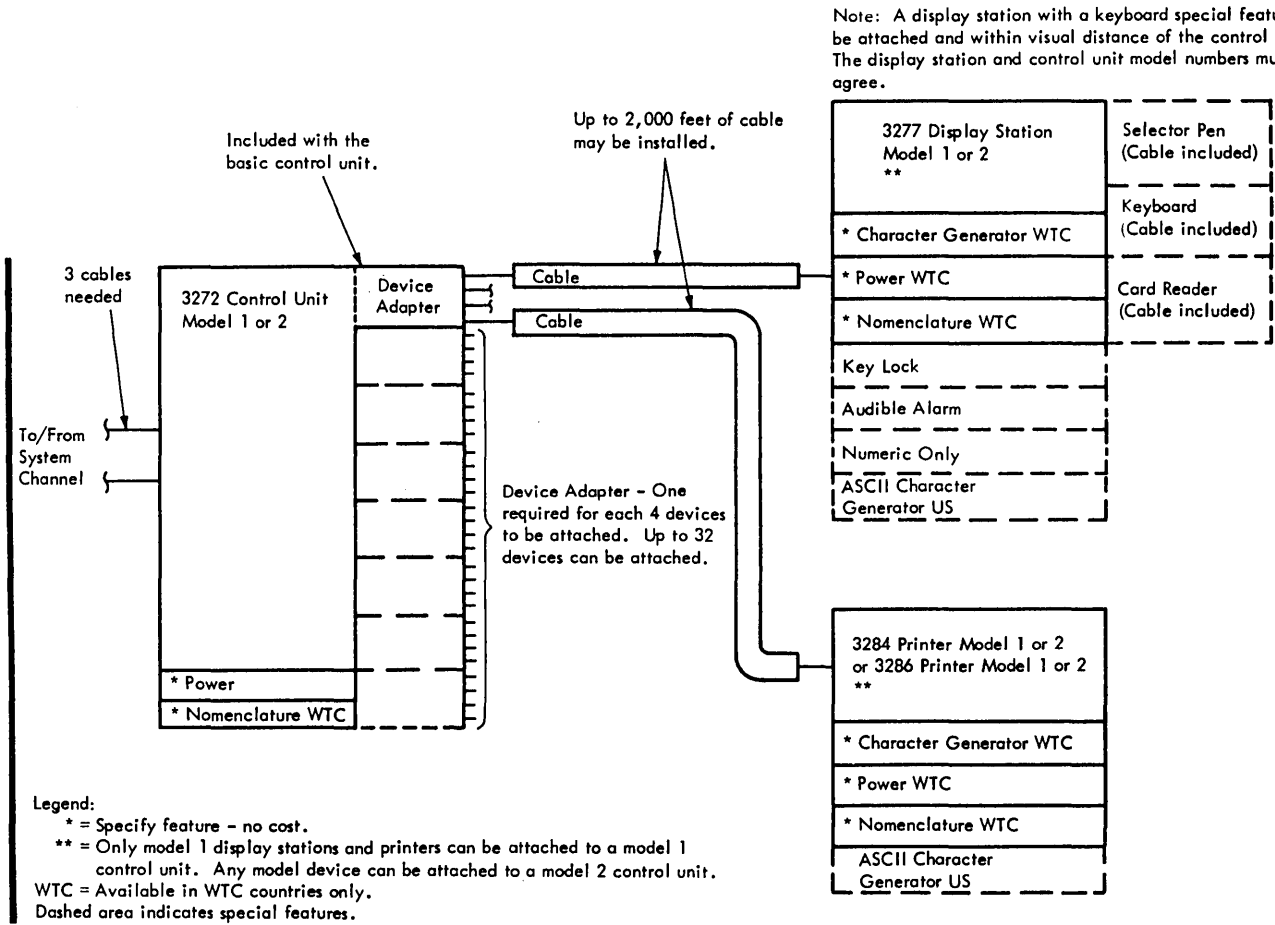 Note: A display station with a keyboard special
be attached and within visual distance of the control
The display station and control unit model numbers
agree.
Included with the
basic control unit.
Up to 2,000 feet of cable
may be installed.
3277 Display Station
Model 1 or 2
**
Selector Pen
(Cable included)
Keyboard
(Cable included)
* Character Generator WTC
3 cables
needed
3272 Control Unit
Model 1 or 2
Device
Adapter
Cable
* Power WTC
Card Reader
(Cable included)
Cable
* Nomenclature WTC
Key Lock
Audible Alarm
Numeric Only
ASCII Character
Generator US
To/From
System
Channel
Device Adapter - One
required for each 4 devices
to be attached. Up to 32
devices can be attached.
3284 Printer Model 1 or 2
or 3286 Printer Model 1 or 2
**
* Power
* Nomenclature WTC
* Character Generator WTC
* Power WTC
* Nomenclature WTC
ASCII Character
Generator US
Legend:
* = Specify feature - no cost.
** = Only model 1 display stations and printers can be attached to a model 1
control unit. Any model device can be attached to a model 2 control unit.
WTC = Available in WTC countries only.
Dashed area indicates special features.